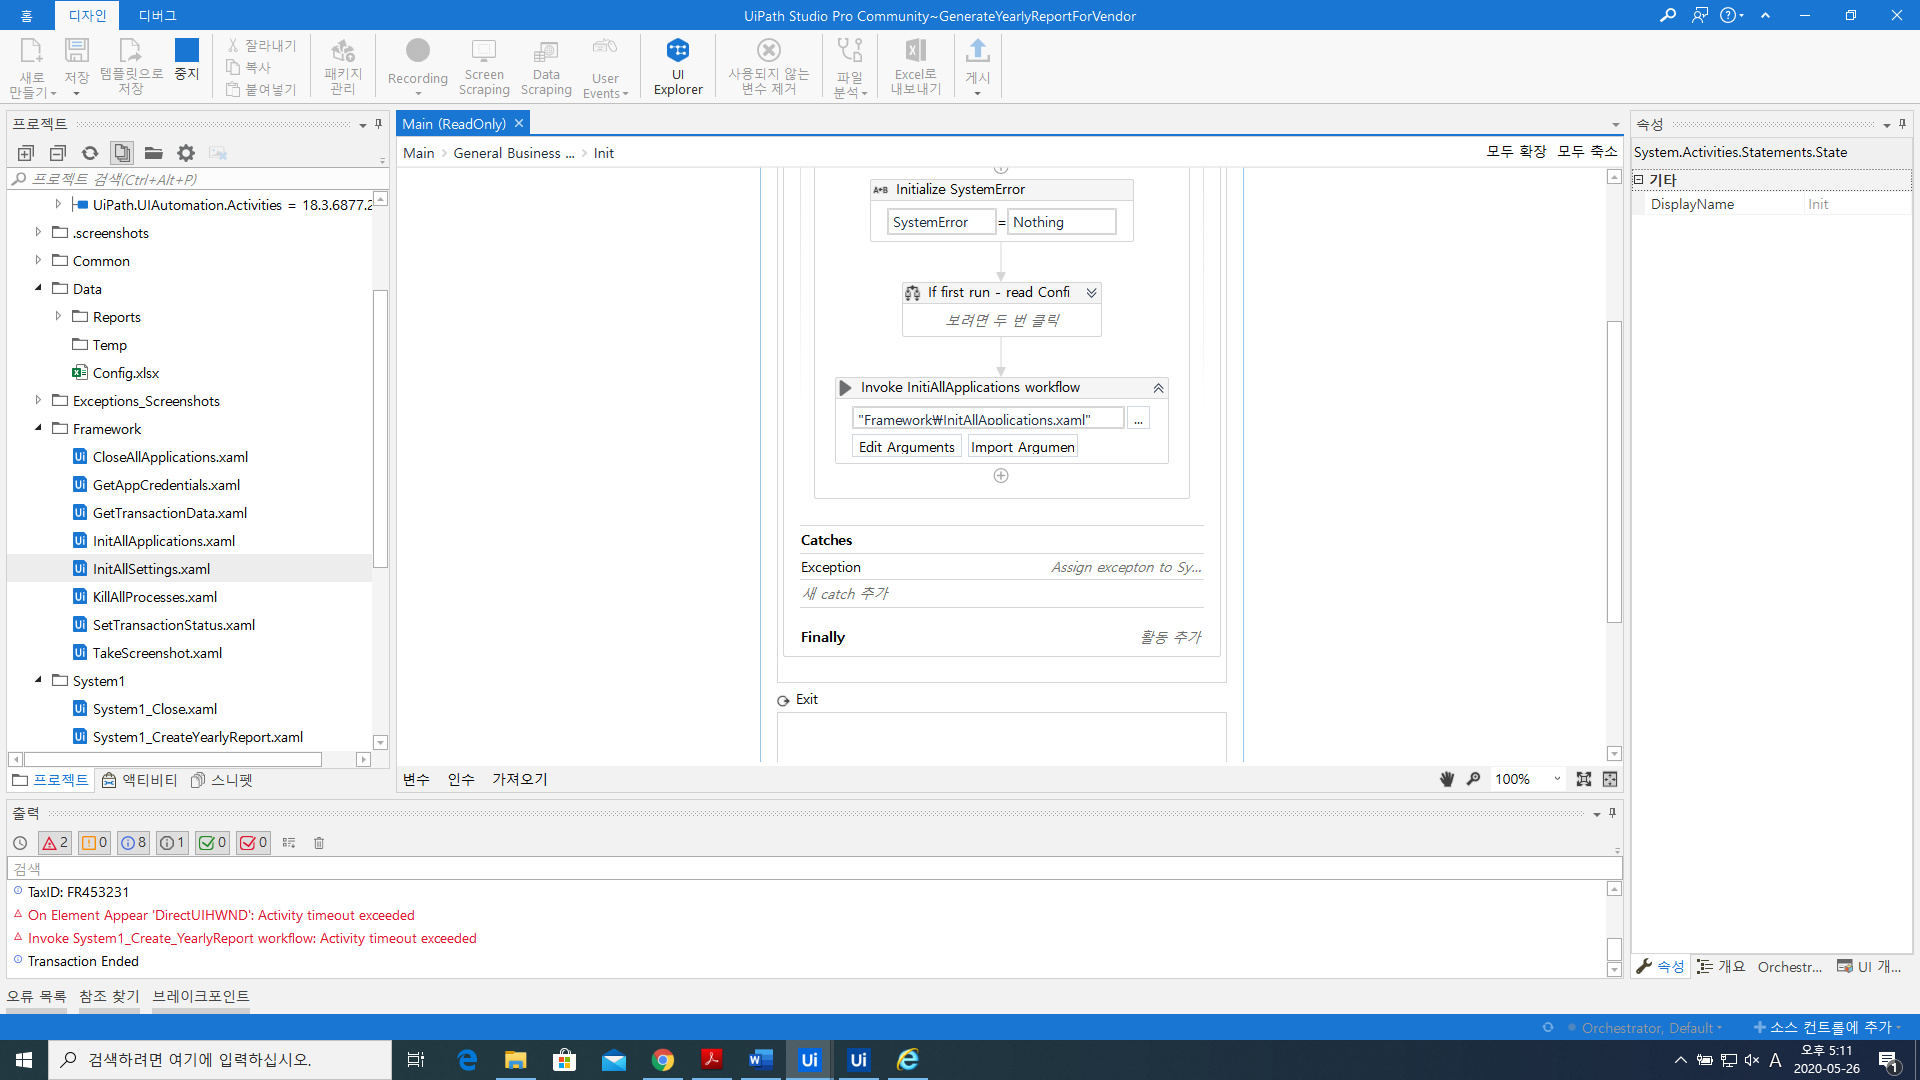 홈
디자인
디버그
UiPath Studio Pro Community~GenerateYearlyReportForVendor
새로
만들기
저장
템플릿으로
저장
중지
잘라내기
복사
붙여넣기
패키지
관리
Recording
Screen
Scraping
Data
Scraping
User
Events
UI
Explorer
사용되지 않는
변수 제거
파일
분석
Excel로
내보내기
게시
프로젝트
프로젝트 검색(Ctrl+Alt+P)
UiPath.UIAutomation.Activities = 18.3.6877.2
.screenshots
Common
Data
Reports
Temp
Config.xlsx
Exceptions_Screenshots
Framework
CloseAllApplications.xaml
GetAppCredentials.xaml
GetTransactionData.xaml
InitAllApplications.xaml
InitAllSettings.xaml
KillAllProcesses.xaml
SetTransactionStatus.xaml
TakeScreenshot.xaml
System1
System1_Close.xaml
System1_CreateYearlyReport.xaml
프로젝트
액티비티
스니펫
Main (ReadOnly)
Main > General Business ... > Init
모두 확장 모두 축소
A*B Initialize SystemError
SystemError = Nothing
If first run - read Confi
보려면 두 번 클릭
Invoke InitiAllApplications workflow
"Framework₩InitAllApplications.xaml"
...
Edit Arguments
Import Argumen
Catches
Exception Assign excepton to Sy...
새 catch 추가
Finally 활동 추가
Exit
변수 인수 가져오기
100%
속성
System.Activities.Statements.State
기타
DisplayName Init
속성
개요
Orchestr...
UI 개...
출력
2
0
8
1
0
0
검색
TaxID: FR453231
On Element Appear 'DirectUIHWND': Activity timeout exceeded
Invoke System1_Create_YearlyReport workflow: Activity timeout exceeded
Transaction Ended
오류 목록 참조 찾기 브레이크포인트
Orchestrator, Default
소스 컨트롤에 추가
검색하려면 여기에 입력하십시오.
A
오후 5:11
2020-05-26
1